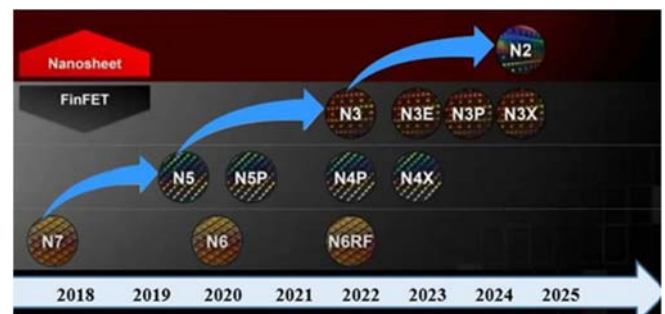 Nanosheet
N2
FinFET
N3 N3E N3P N3X
N5 N5P N4P N4X
N7 N6 N6RF
2018 2019 2020 2021 2022 2023 2024 2025